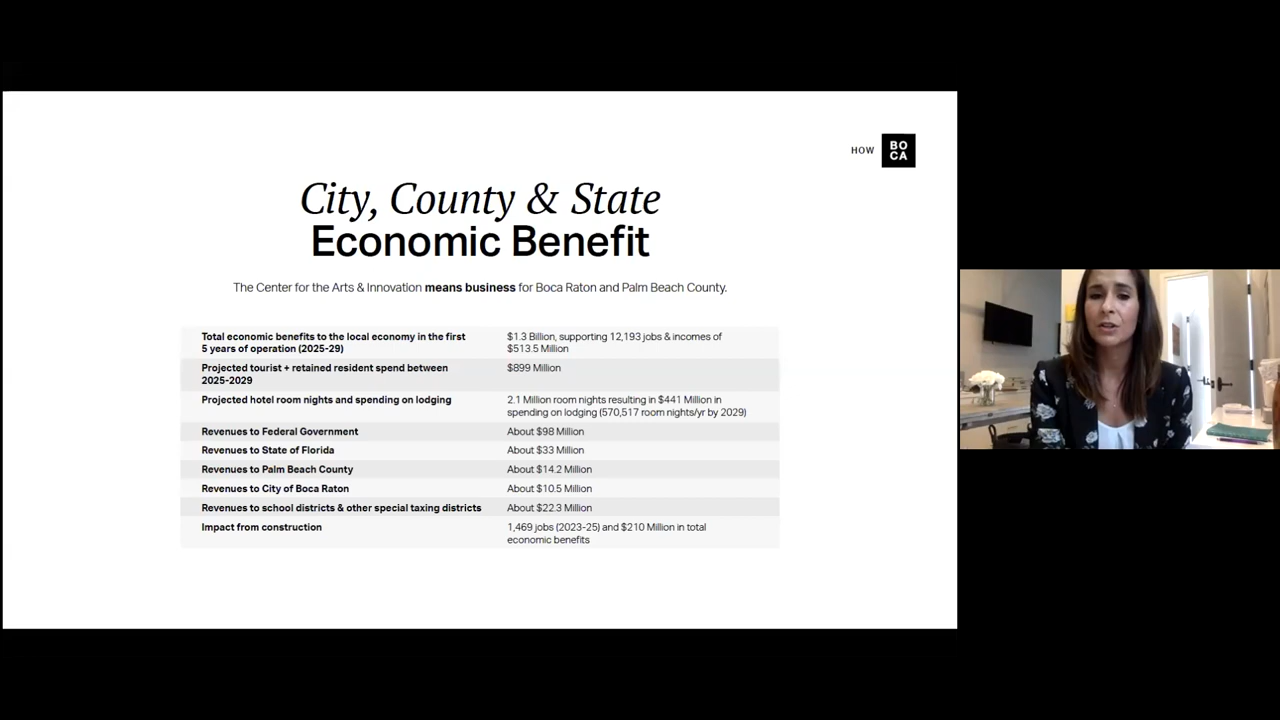 HOW
BO
CA
City, County & State
Economic Benefit
The Center for the Arts & Innovation means business for Boca Raton and Palm Beach County.
Total economic benefits to the local economy in the first
5 years of operation (2025-29)
$1.3 Billion, supporting 12,193 jobs & incomes of
$513.5 Million
Projected tourist + retained resident spend between
2025-2029
$899 Million
Projected hotel room nights and spending on lodging
2.1 Million room nights resulting in $441 Million in
spending on lodging (570,517 room nights/yr by 2029)
Revenues to Federal Government
About $98 Million
Revenues to State of Florida
About $33 Million
Revenues to Palm Beach County
About $14.2 Million
Revenues to City of Boca Raton
About $10.5 Million
Revenues to school districts & other special taxing districts
About $22.3 Million
Impact from construction
1,469 jobs (2023-25) and $210 Million in total
economic benefits